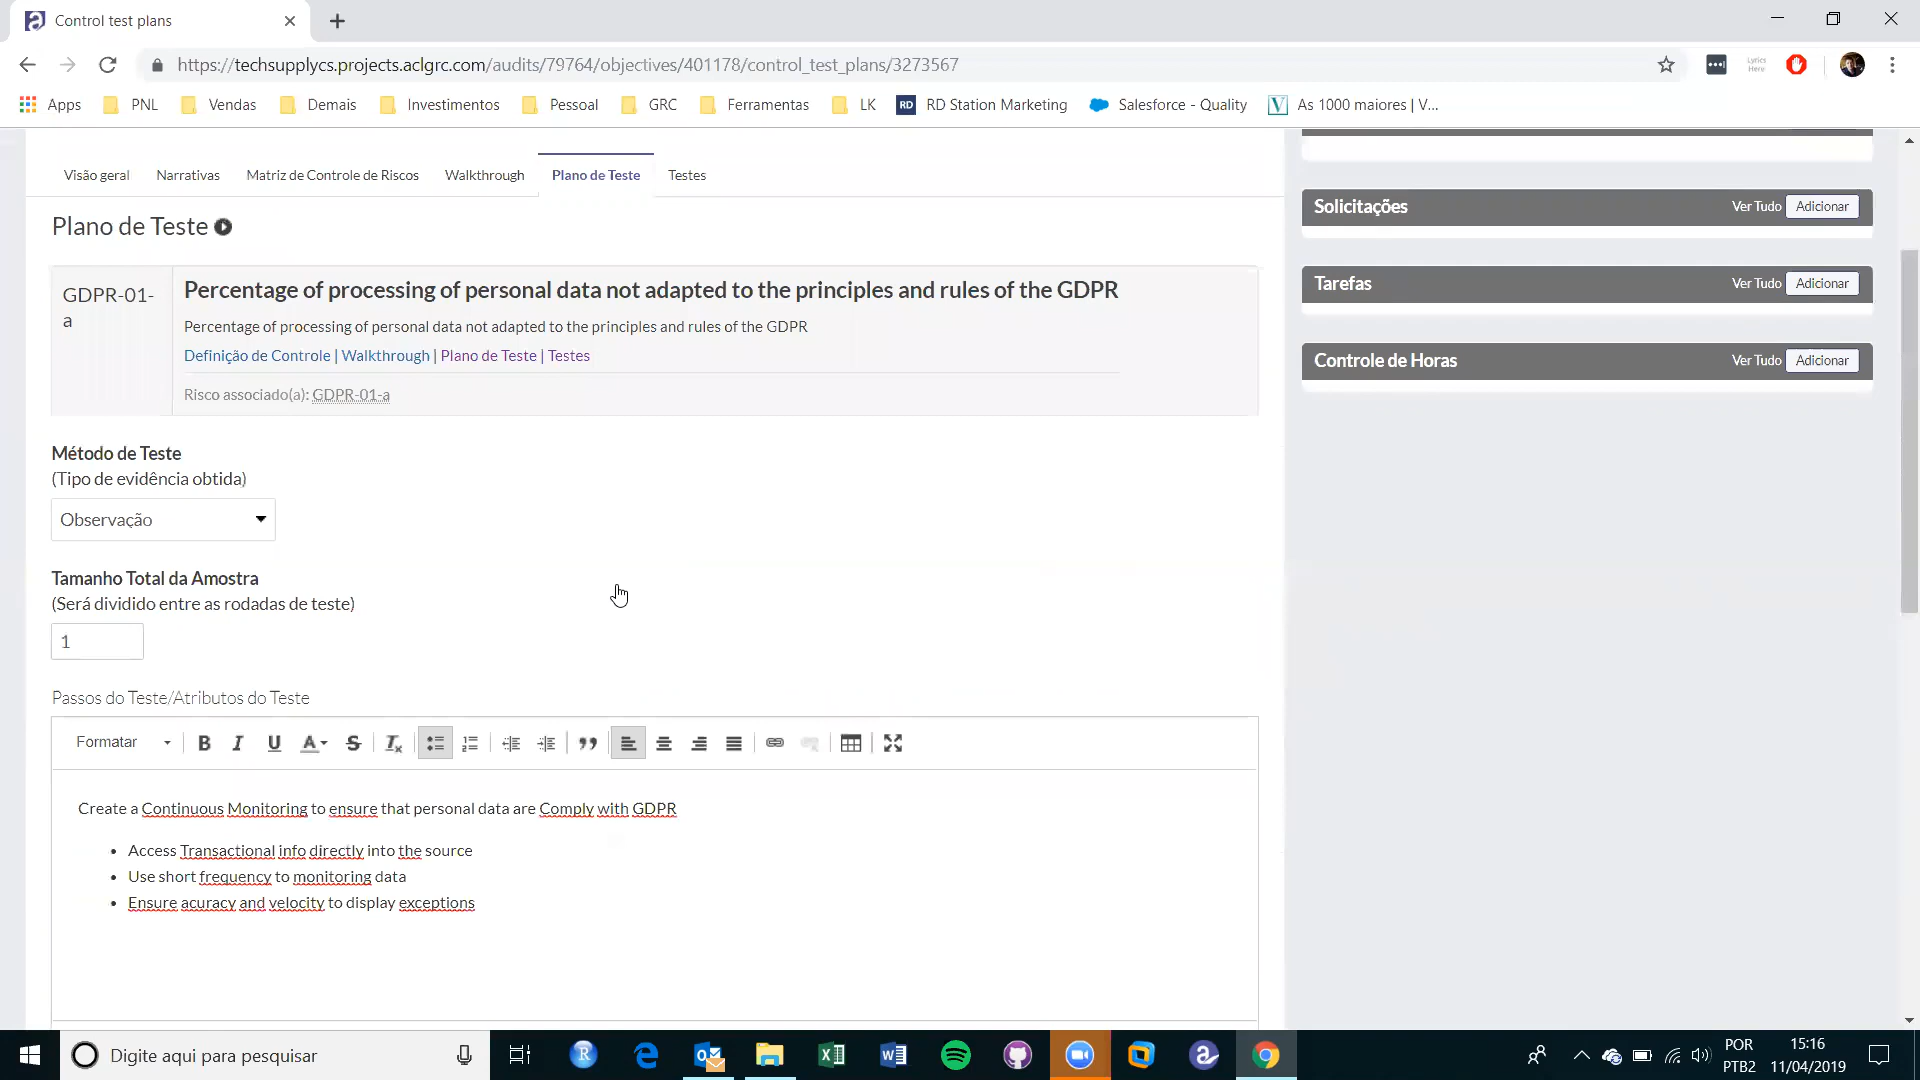 Control test plans
https://techsupplycs.projects.aclgrc.com/audits/79764/objectives/401178/control_test_plans/3273567
Lyrics Hero
Apps PNL Vendas Demais Investimentos Pessoal GRC Ferramentas LK RD RD Station Marketing Salesforce - Quality V As 1000 maiores | V...
Visão geral Narrativas Matriz de Controle de Riscos Walkthrough Plano de Teste Testes
Plano de Teste
GDPR-01-
a
Percentage of processing of personal data not adapted to the principles and rules of the GDPR
Percentage of processing of personal data not adapted to the principles and rules of the GDPR
Definição de Controle | Walkthrough | Plano de Teste | Testes
Risco associado(a): GDPR-01-a
Método de Teste
(Tipo de evidência obtida)
Observação
Tamanho Total da Amostra
(Será dividido entre as rodadas de teste)
1
Passos do Teste/Atributos do Teste
Formatar B I U A S Tx
Create a Continuous Monitoring to ensure that personal data are Comply with GDPR
• Access Transactional info directly into the source
• Use short frequency to monitoring data
• Ensure acuracy and velocity to display exceptions
Solicitações Ver Tudo Adicionar
Tarefas Ver Tudo Adicionar
Controle de Horas Ver Tudo Adicionar
Digite aqui para pesquisar
POR
PTB2
15:16
11/04/2019